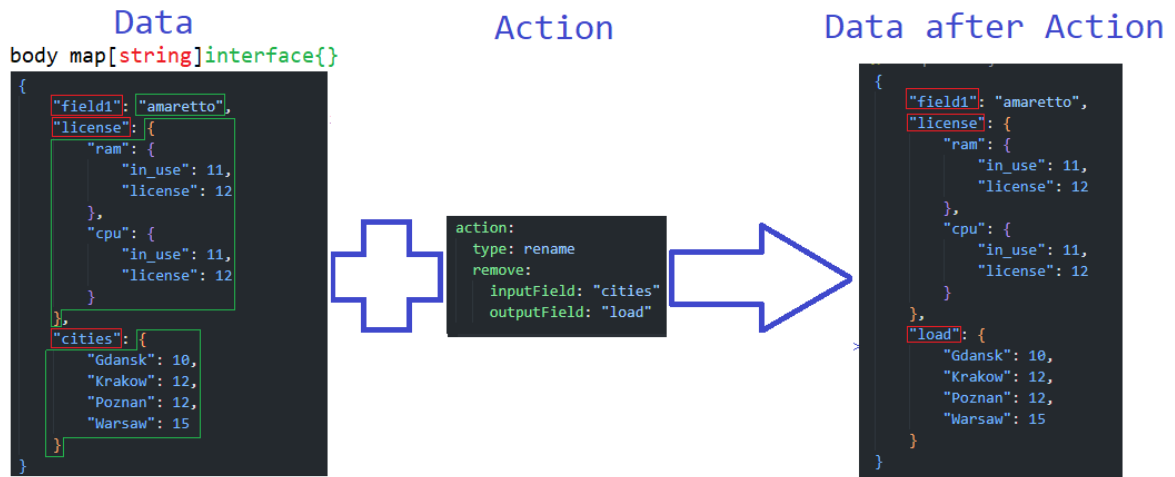 Data
body map[string]interface{}
{
"field1": "amaretto",
"license": {
"ram": {
"in_use": 11,
"license": 12
},
"cpu": {
"in_use": 11,
"license": 12
}
},
"cities": {
"Gdansk": 10,
"Krakow": 12,
"Poznan": 12,
"Warsaw": 15
}
}
Action
action:
type: rename
remove:
inputField: "cities"
outputField: "load"
Data after Action
{
"field1": "amaretto",
"license": {
"ram": {
"in_use": 11,
"license": 12
},
"cpu": {
"in_use": 11,
"license": 12
}
},
"load": {
"Gdansk": 10,
"Krakow": 12,
"Poznan": 12,
"Warsaw": 15
}
}